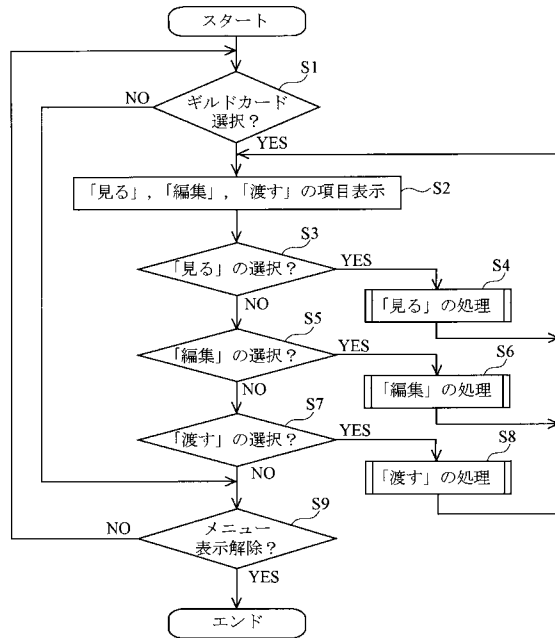 スタート
S1
NO
ギルドカード
選択？
YES
「見る」,「編集」,「渡す」の項目表示
S2
S3
「見る」の選択？
YES
S4
「見る」の処理
NO
S5
「編集」の選択？
YES
S6
「編集」の処理
NO
S7
「渡す」の選択？
YES
S8
「渡す」の処理
NO
S9
NO
メニュー
表示解除？
YES
エンド